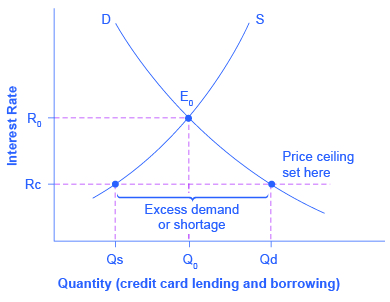 D
S
E₀
Interest Rate
R₀
Price ceiling
set here
Rc
Excess demand
or shortage
Qs
Q₀
Qd
Quantity (credit card lending and borrowing)